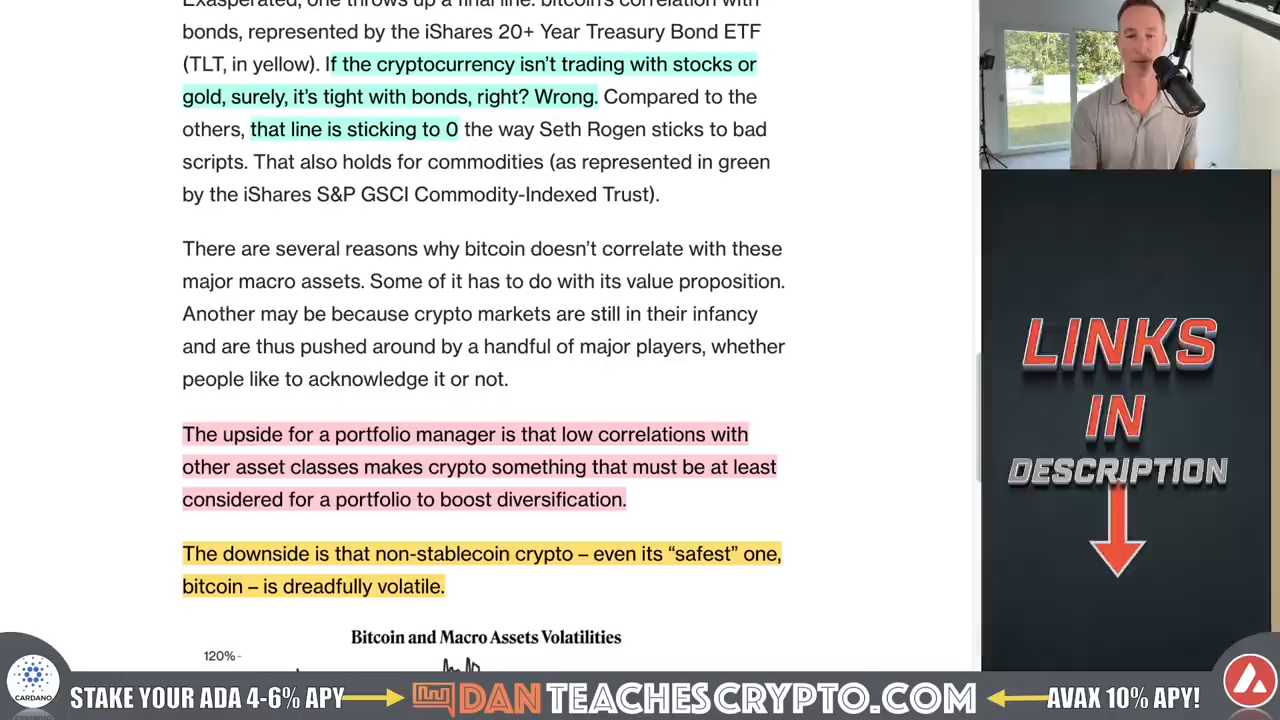 Exasperated, one throws up a final line: bitcoin's correlation with
bonds, represented by the iShares 20+ Year Treasury Bond ETF
(TLT, in yellow). If the cryptocurrency isn't trading with stocks or
gold, surely, it's tight with bonds, right? Wrong. Compared to the
others, that line is sticking to 0 the way Seth Rogen sticks to bad
scripts. That also holds for commodities (as represented in green
by the iShares S&P GSCI Commodity-Indexed Trust).
There are several reasons why bitcoin doesn't correlate with these
major macro assets. Some of it has to do with its value proposition.
Another may be because crypto markets are still in their infancy
and are thus pushed around by a handful of major players, whether
people like to acknowledge it or not.
The upside for a portfolio manager is that low correlations with
other asset classes makes crypto something that must be at least
considered for a portfolio to boost diversification.
The downside is that non-stablecoin crypto – even its “safest” one,
bitcoin – is dreadfully volatile.
Bitcoin and Macro Assets Volatilities
120%
LINKS
IN
DESCRIPTION
CARDANO
STAKE YOUR ADA 4-6% APY
DANTEACHESCRYPTO.COM
AVAX 10% APY!